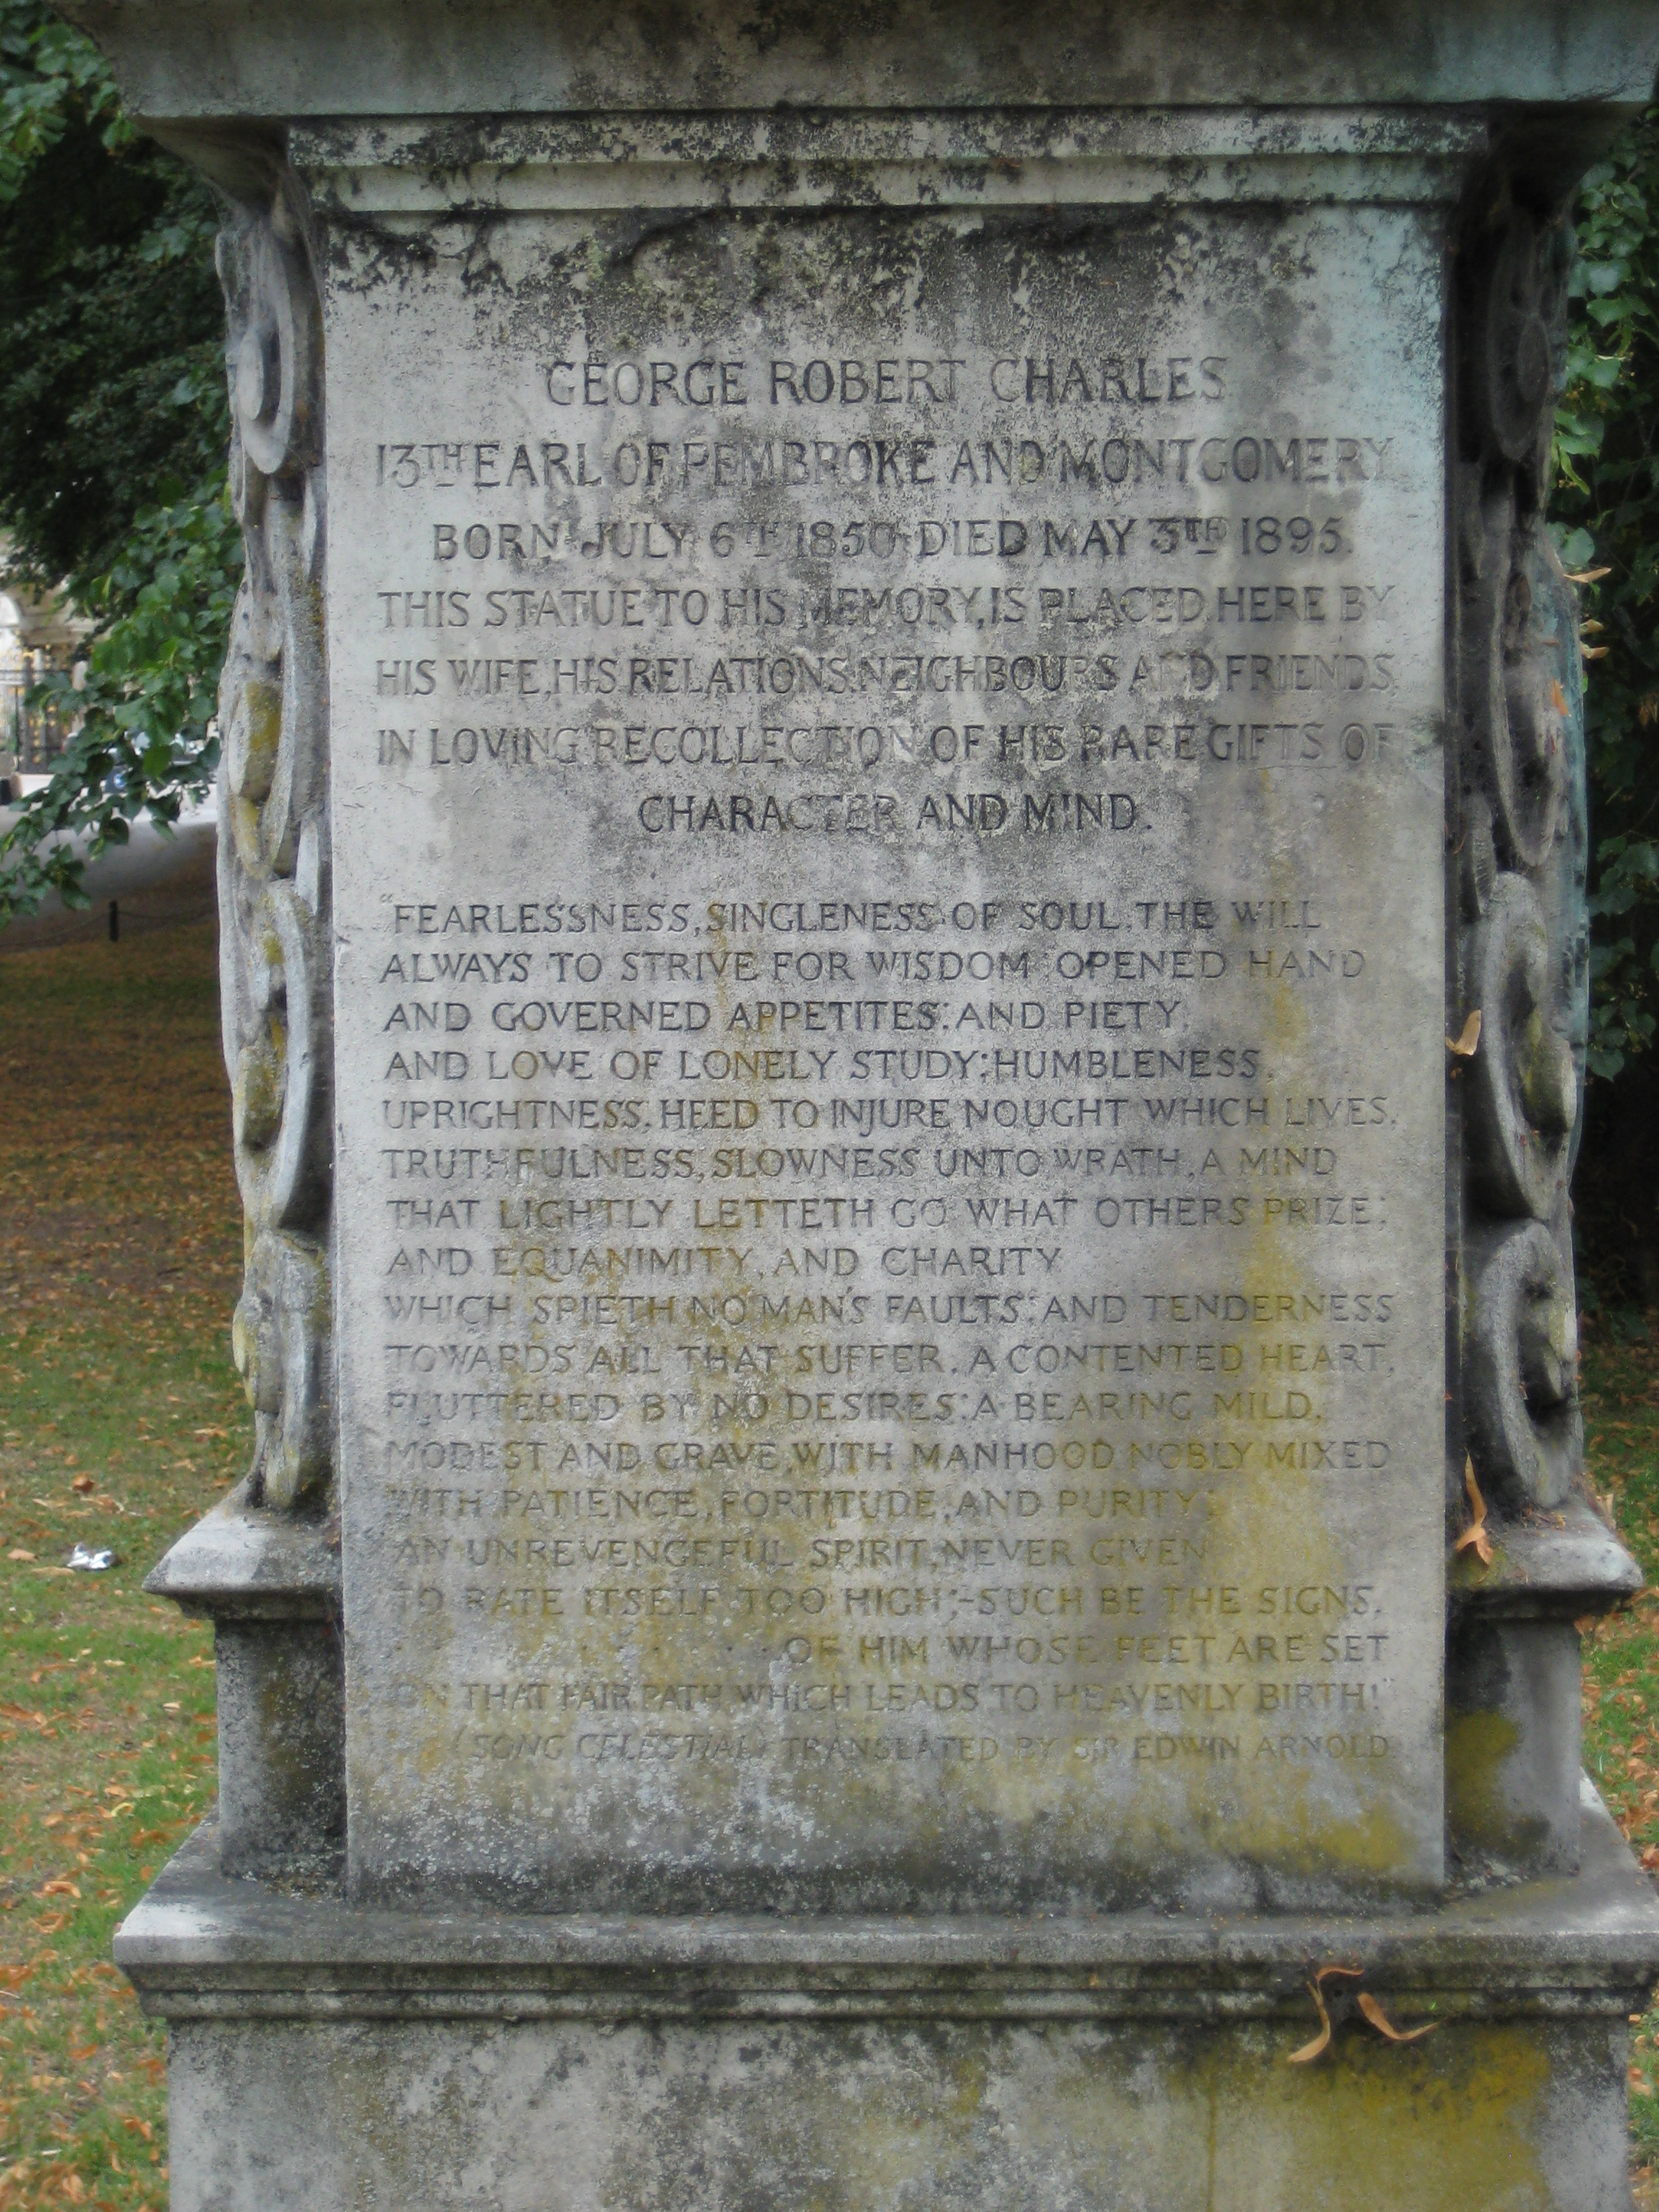 GEORGE ROBERT CHARLES
13TH EARL OF PEMBROKE AND MONTGOMERY
BORN JULY 6TH 1850 DIED MAY 3TH 1895.
THIS STATUE TO HIS MEMORY, IS PLACED HERE BY
HIS WIFE, HIS RELATIONS, NEIGHBOURS AND FRIENDS,
IN LOVING RECOLLECTION OF HIS RARE GIFTS OF
CHARACTER AND MIND.
"FEARLESSNESS, SINGLENESS OF SOUL, THE WILL
ALWAYS TO STRIVE FOR WISDOM; OPENED HAND
AND GOVERNED APPETITES; AND PIETY,
AND LOVE OF LONELY STUDY; HUMBLENESS,
UPRIGHTNESS, HEED TO INJURE NOUGHT WHICH LIVES,
TRUTHFULNESS, SLOWNESS UNTO WRATH, A MIND
THAT LIGHTLY LETTETH GO WHAT OTHERS PRIZE;
AND EQUANIMITY, AND CHARITY
WHICH SPIETH NO MAN'S FAULTS; AND TENDERNESS
TOWARDS ALL THAT SUFFER, A CONTENTED HEART,
FLUTTERED BY NO DESIRES; A BEARING MILD,
MODEST AND GRAVE, WITH MANHOOD NOBLY MIXED
WITH PATIENCE, FORTITUDE, AND PURITY;
AN UNREVENGEFUL SPIRIT, NEVER GIVEN
TO RATE ITSELF TOO HIGH;-SUCH BE THE SIGNS,
. . . . . . . . OF HIM WHOSE FEET ARE SET
ON THAT FAIR PATH WHICH LEADS TO HEAVENLY BIRTH!"
(SONG CELESTIAL) TRANSLATED BY SIR EDWIN ARNOLD